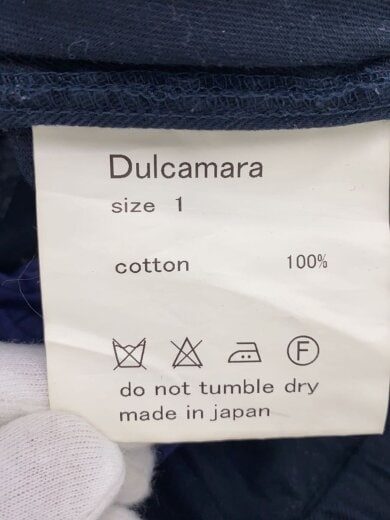 Dulcamara
size 1
cotton 100%
F
do not tumble dry
made in japan